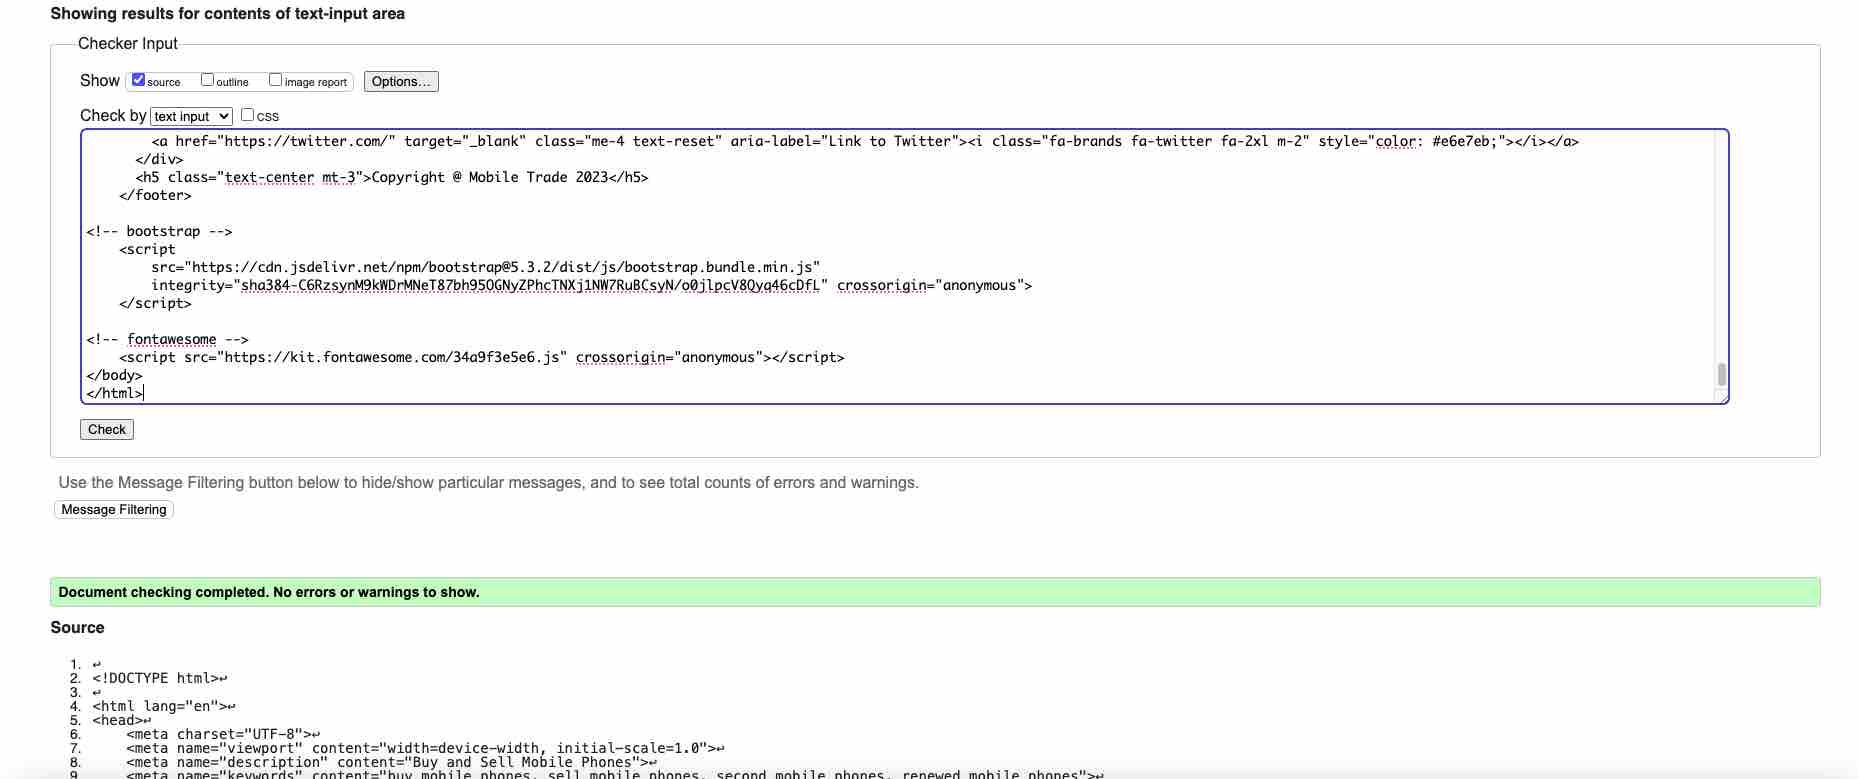 Showing results for contents of text-input area
Checker Input
Show source outline image report Options...
Check by text input css
<a href="https://twitter.com/" target="_blank" class="me-4 text-reset" aria-label="Link to Twitter"><i class="fa-brands fa-twitter fa-2xl m-2" style="color: #e6e7eb;"></i></a>
</div>
<h5 class="text-center mt-3">Copyright @ Mobile Trade 2023</h5>
</footer>
<!-- bootstrap -->
<script
src="https://cdn.jsdelivr.net/npm/bootstrap@5.3.2/dist/js/bootstrap.bundle.min.js"
integrity="sha384-C6RzsynM9kWDrMNeT87bh95OGNyZPhcTNXj1NW7RuBCsyN/o0jlpcV8Qyq46cDfL" crossorigin="anonymous">
</script>
<!-- fontawesome -->
<script src="https://kit.fontawesome.com/34a9f3e5e6.js" crossorigin="anonymous"></script>
</body>
</html>
Check
Use the Message Filtering button below to hide/show particular messages, and to see total counts of errors and warnings.
Message Filtering
Document checking completed. No errors or warnings to show.
Source
1. ↩
2. <!DOCTYPE html>↩
3. ↩
4. <html lang="en">↩
5. <head>↩
6. <meta charset="UTF-8">↩
7. <meta name="viewport" content="width=device-width, initial-scale=1.0">↩
8. <meta name="description" content="Buy and Sell Mobile Phones">↩
9. <meta name="keywords" content="buy mobile phones, sell mobile phones, second mobile phones, renewed mobile phones">↩